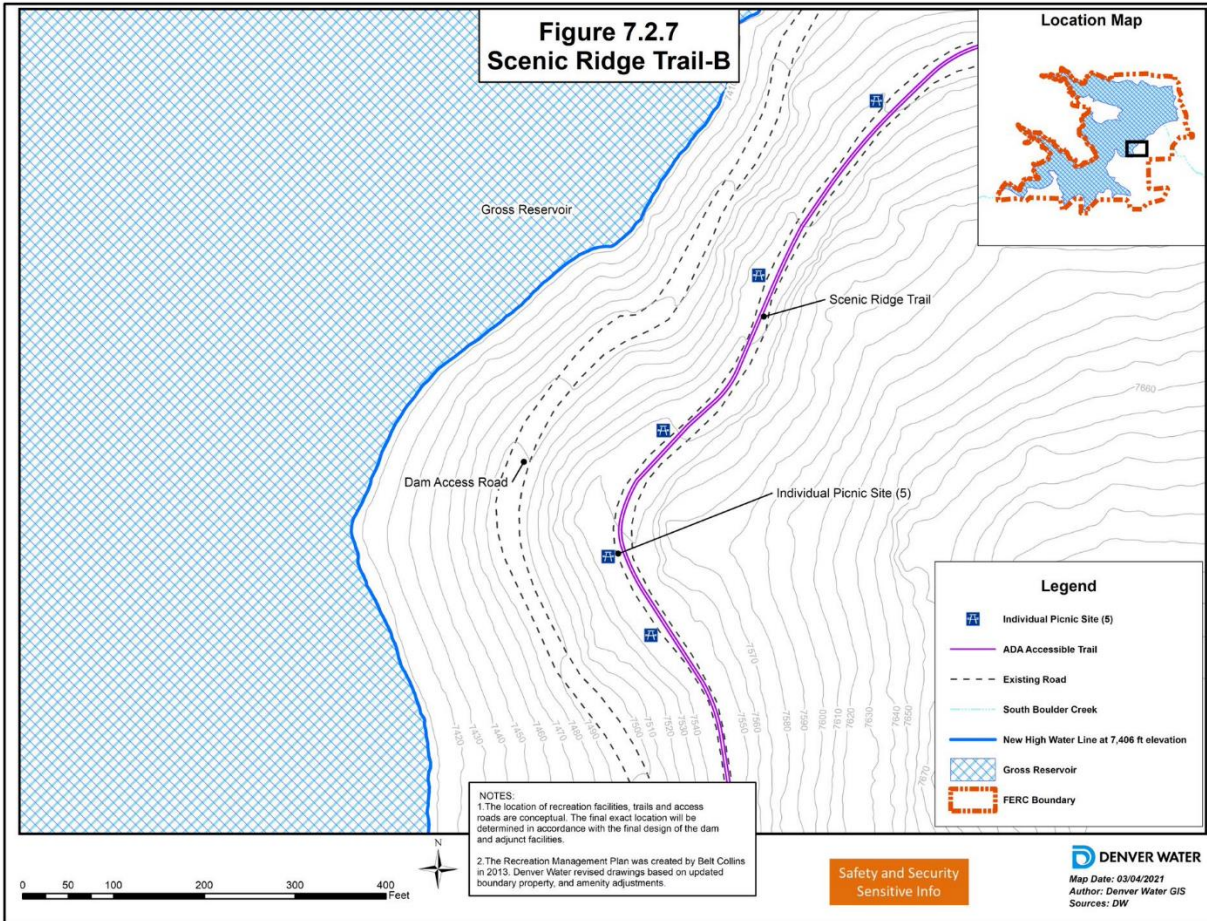 Figure 7.2.7
Scenic Ridge Trail-B
Location Map
7410
Gross Reservoir
Scenic Ridge Trail
7660
Dam Access Road
Individual Picnic Site (5)
7420
7430
7440
7450
7460
7470
7480
7490
7500
7510
7520
7530
7540
7550
7560
7570
7580
7590
7600
7610
7620
7630
7640
7650
7670
Legend
Individual Picnic Site (5)
ADA Accessible Trail
Existing Road
South Boulder Creek
New High Water Line at 7,406 ft elevation
Gross Reservoir
FERC Boundary
NOTES:
1.The location of recreation facilities, trails and access
roads are conceptual. The final exact location will be
determined in accordance with the final design of the dam
and adjunct facilities.
2.The Recreation Management Plan was created by Belt Collins
in 2013. Denver Water revised drawings based on updated
boundary property, and amenity adjustments.
N
0 50 100 200 300 400
Feet
Safety and Security
Sensitive Info
DENVER WATER
Map Date: 03/04/2021
Author: Denver Water GIS
Sources: DW